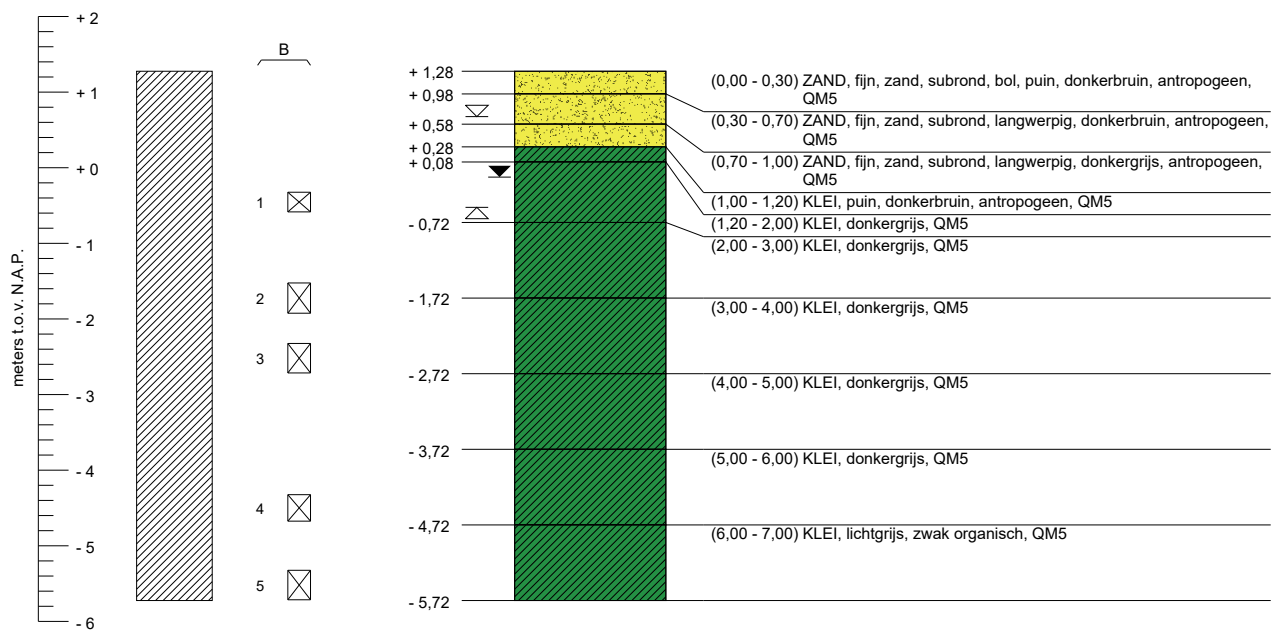 + 2
+ 1
+ 0
- 1
- 2
- 3
- 4
- 5
- 6
meters t.o.v. N.A.P.
B
1
2
3
4
5
+ 1,28
+ 0,98
+ 0,58
+ 0,28
+ 0,08
- 0,72
- 1,72
- 2,72
- 3,72
- 4,72
- 5,72
(0,00 - 0,30) ZAND, fijn, zand, subrond, bol, puin, donkerbruin, antropogeen,
QM5
(0,30 - 0,70) ZAND, fijn, zand, subrond, langwerpig, donkerbruin, antropogeen,
QM5
(0,70 - 1,00) ZAND, fijn, zand, subrond, langwerpig, donkergrijs, antropogeen,
QM5
(1,00 - 1,20) KLEI, puin, donkerbruin, antropogeen, QM5
(1,20 - 2,00) KLEI, donkergrijs, QM5
(2,00 - 3,00) KLEI, donkergrijs, QM5
(3,00 - 4,00) KLEI, donkergrijs, QM5
(4,00 - 5,00) KLEI, donkergrijs, QM5
(5,00 - 6,00) KLEI, donkergrijs, QM5
(6,00 - 7,00) KLEI, lichtgrijs, zwak organisch, QM5